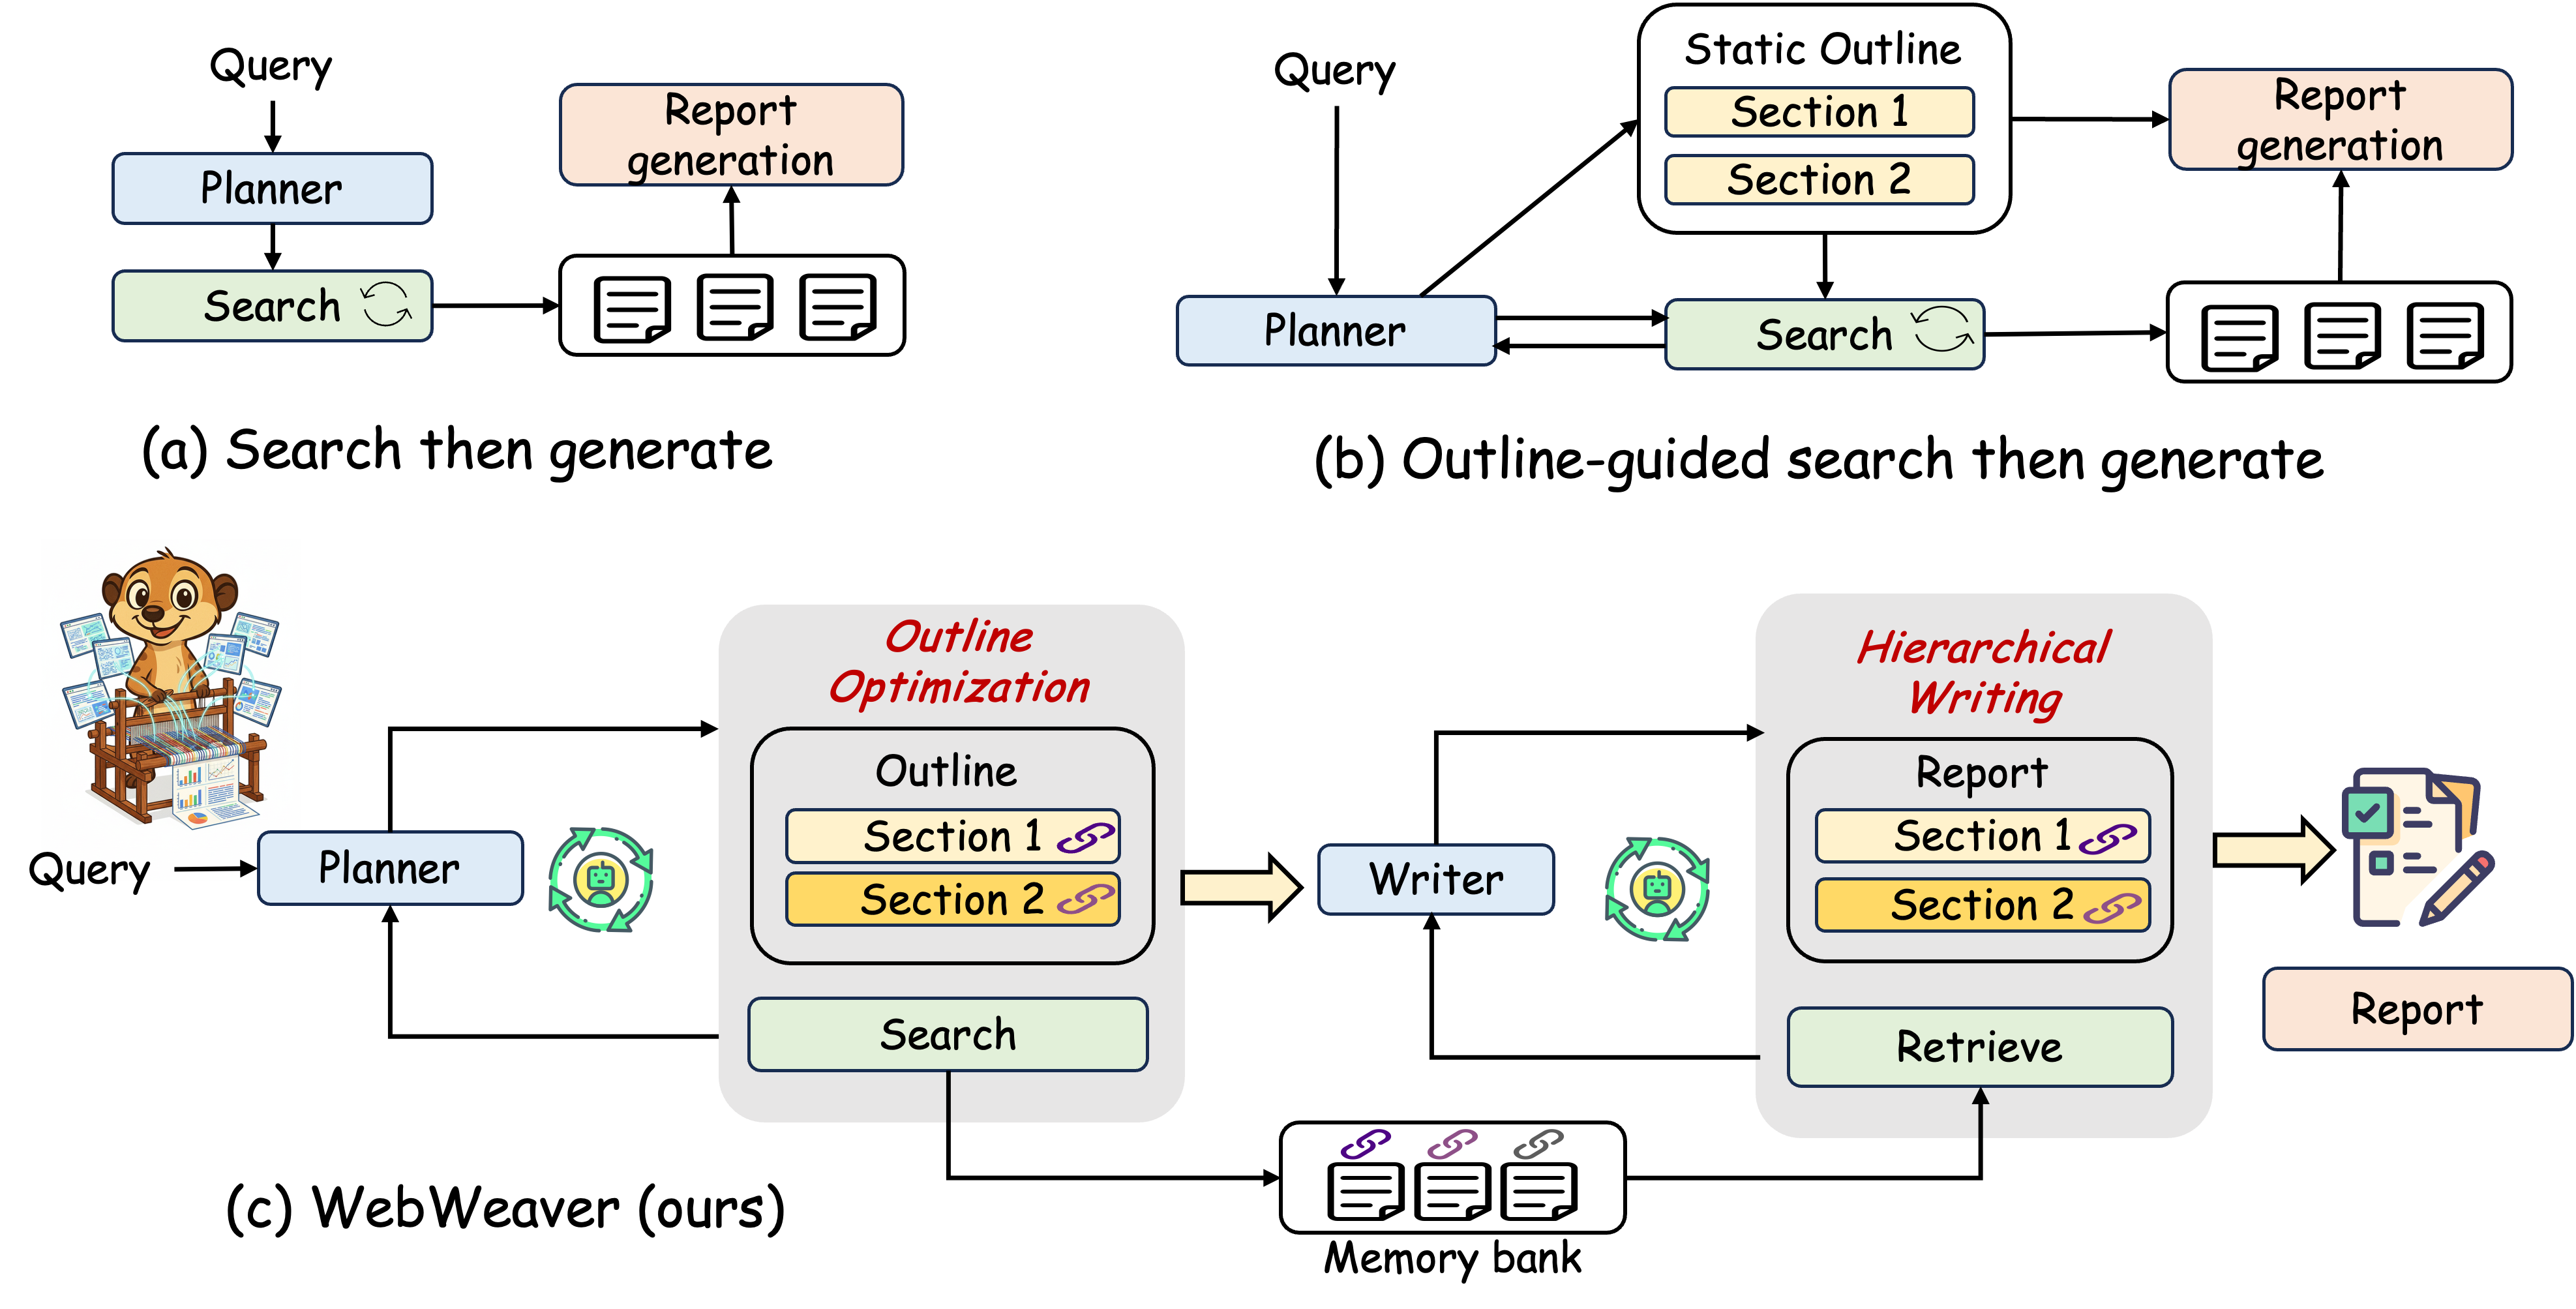 Query
Planner
Search
Report
generation
(a) Search then generate
Query
Planner
Static Outline
Section 1
Section 2
Search
Report
generation
(b) Outline-guided search then generate
Query
Planner
Outline
Optimization
Outline
Section 1
Section 2
Search
Writer
Hierarchical
Writing
Report
Section 1
Section 2
Retrieve
Report
Memory bank
(c) WebWeaver (ours)